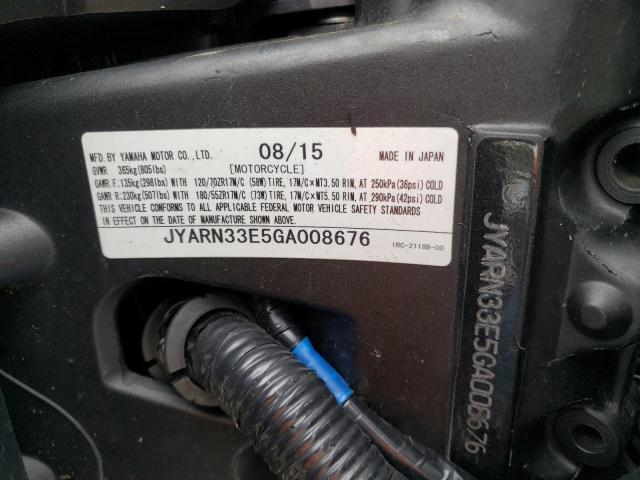 MFD.BY YAMAHA MOTOR CO.,LTD. 08/15 MADE IN JAPAN
GVWR 365kg(805lbs) [MOTORCYCLE]
GAWR F:135kg(298lbs) WITH 120/70ZR17M/C (58W) TIRE, 17M/C×MT3.50 RIM, AT 250kPa(36psi) COLD
GAWR R:230kg(507lbs) WITH 180/55ZR17M/C (73W) TIRE, 17M/C×MT5.50 RIM, AT 290kPa(42psi) COLD
THIS VEHICLE CONFORMS TO ALL APPLICABLE FEDERAL MOTOR VEHICLE SAFETY STANDARDS
IN EFFECT ON THE DATE OF MANUFACTURE SHOWN ABOVE.
JYARN33E5GA008676
1RC-2118B-00
JYARN33E5GA008676